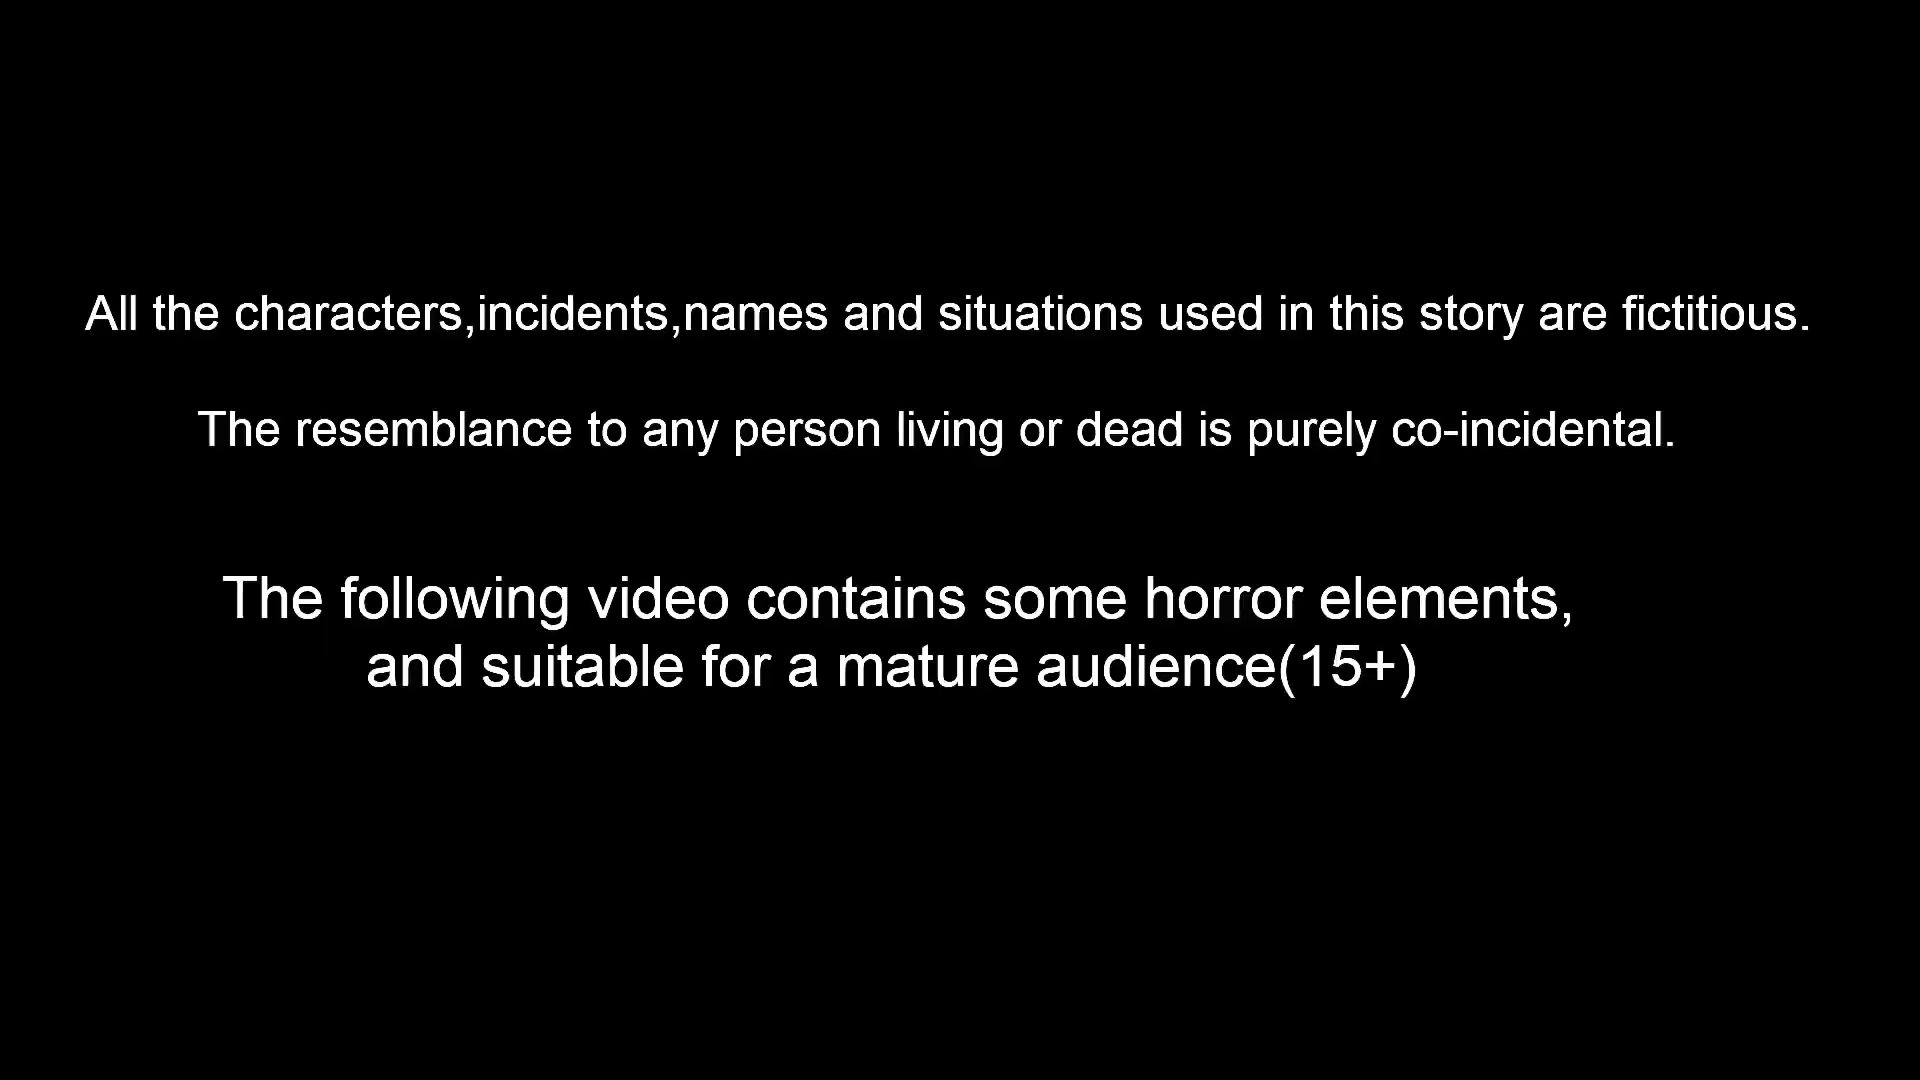 All the characters,incidents,names and situations used in this story are fictitious.
The resemblance to any person living or dead is purely co-incidental.
The following video contains some horror elements,
and suitable for a mature audience(15+)